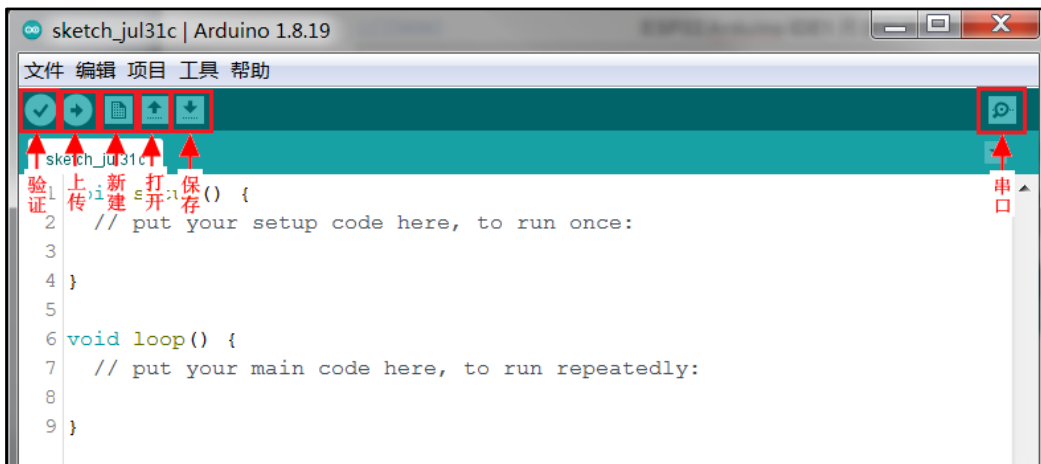 sketch_jul31c | Arduino 1.8.19
文件 编辑 项目 工具 帮助
sketch_jul31c
验证
上传
新建
打开
保存
串口
1 () {
2 // put your setup code here, to run once:
3
4 }
5
6 void loop() {
7 // put your main code here, to run repeatedly:
8
9 }